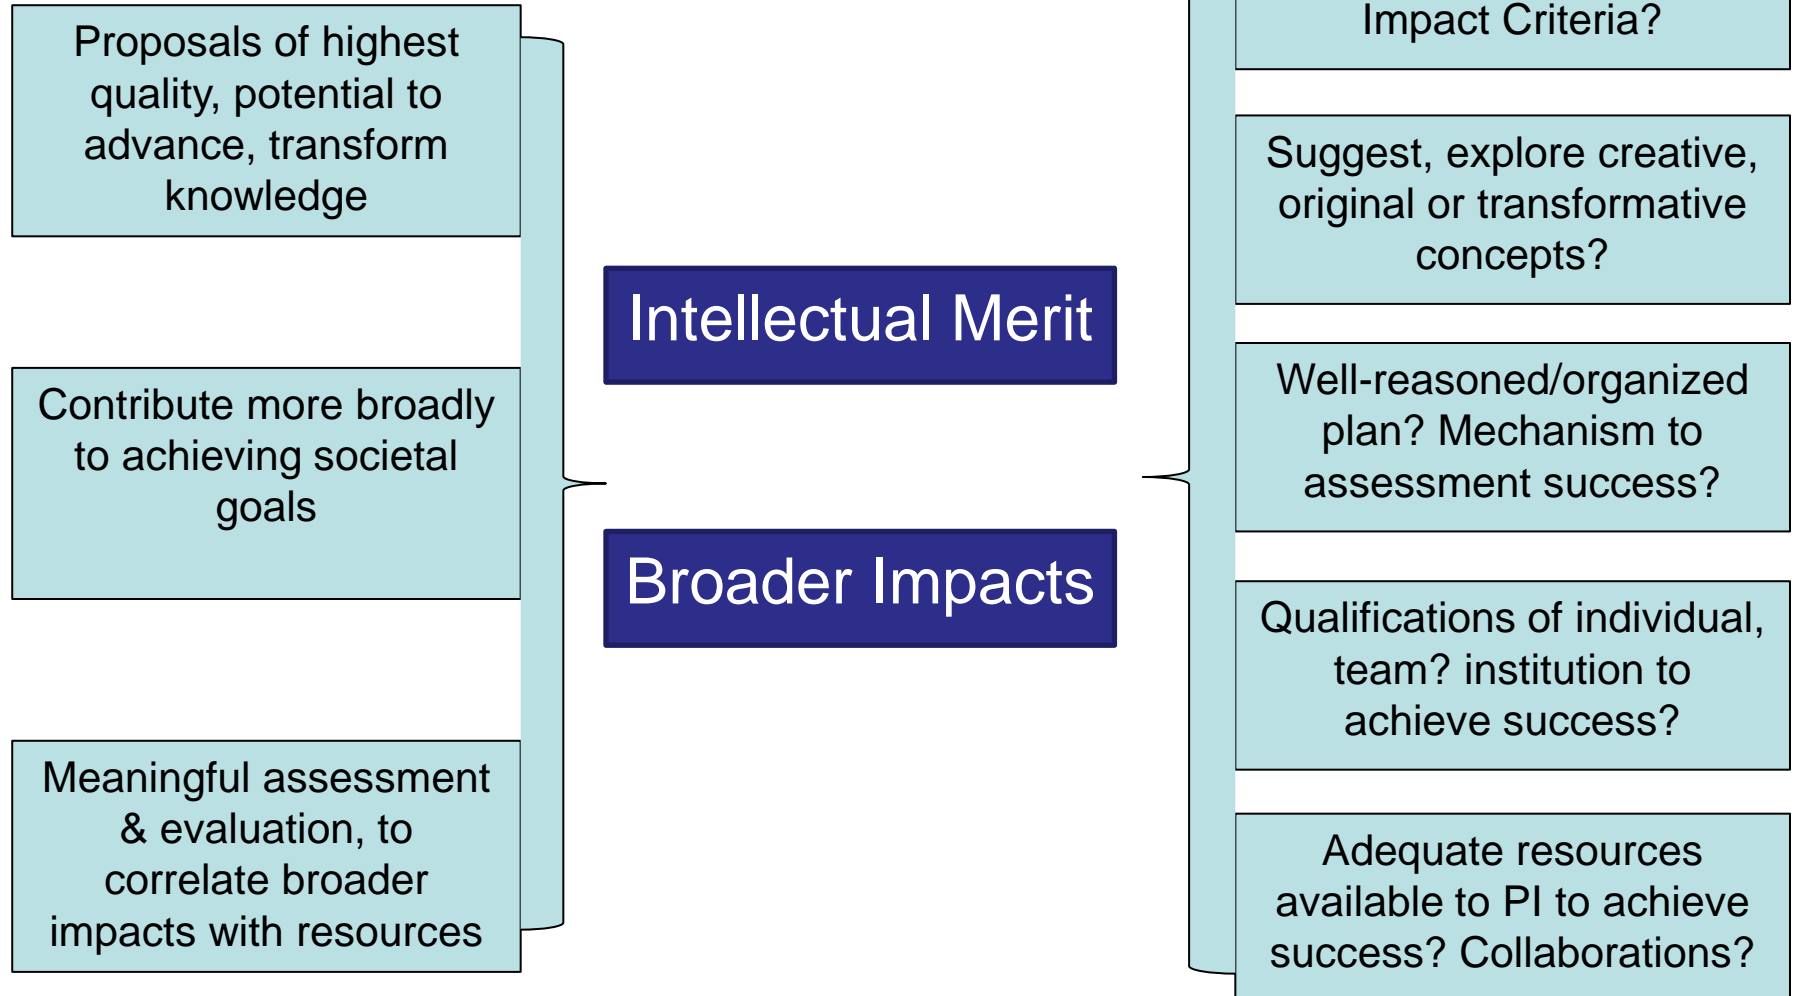 Proposals of highest
quality, potential to
advance, transform
knowledge
Contribute more broadly
to achieving societal
goals
Meaningful assessment
& evaluation, to
correlate broader
impacts with resources
Intellectual Merit
Broader Impacts
Impact Criteria?
Suggest, explore creative,
original or transformative
concepts?
Well-reasoned/organized
plan? Mechanism to
assessment success?
Qualifications of individual,
team? institution to
achieve success?
Adequate resources
available to PI to achieve
success? Collaborations?